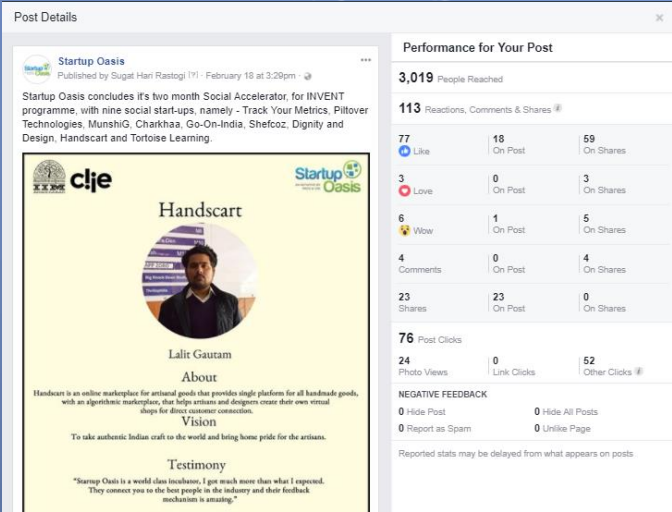 Post Details
Startup Oasis
Published by Sugat Hari Rastogi [?] · February 18 at 3:29pm ·
Startup Oasis concludes it's two month Social Accelerator, for INVENT
programme, with nine social start-ups, namely - Track Your Metrics, Piltover
Technologies, MunshiG, Charkhaa, Go-On-India, Shefcoz, Dignity and
Design, Handscart and Tortoise Learning.
IIM
cIIe
Startup
Oasis
Handscart
Lalit Gautam
About
Handscart is an online marketplace for artisanal goods that provides single platform for all handmade goods,
with an algorithmic marketplace, that helps artisans and designers create their own virtual
shops for direct customer connection.
Vision
To take authentic Indian craft to the world and bring home pride for the artisans.
Testimony
"Startup Oasis is a world class incubator, I got much more than what I expected.
They connect you to the best people in the industry and their feedback
mechanism is amazing."
Performance for Your Post
3,019 People Reached
113 Reactions, Comments & Shares
77 18 59
Like On Post On Shares
3 0 3
Love On Post On Shares
6 1 5
Wow On Post On Shares
4 0 4
Comments On Post On Shares
23 23 0
Shares On Post On Shares
76 Post Clicks
24 0 52
Photo Views Link Clicks Other Clicks
NEGATIVE FEEDBACK
0 Hide Post 0 Hide All Posts
0 Report as Spam 0 Unlike Page
Reported stats may be delayed from what appears on posts